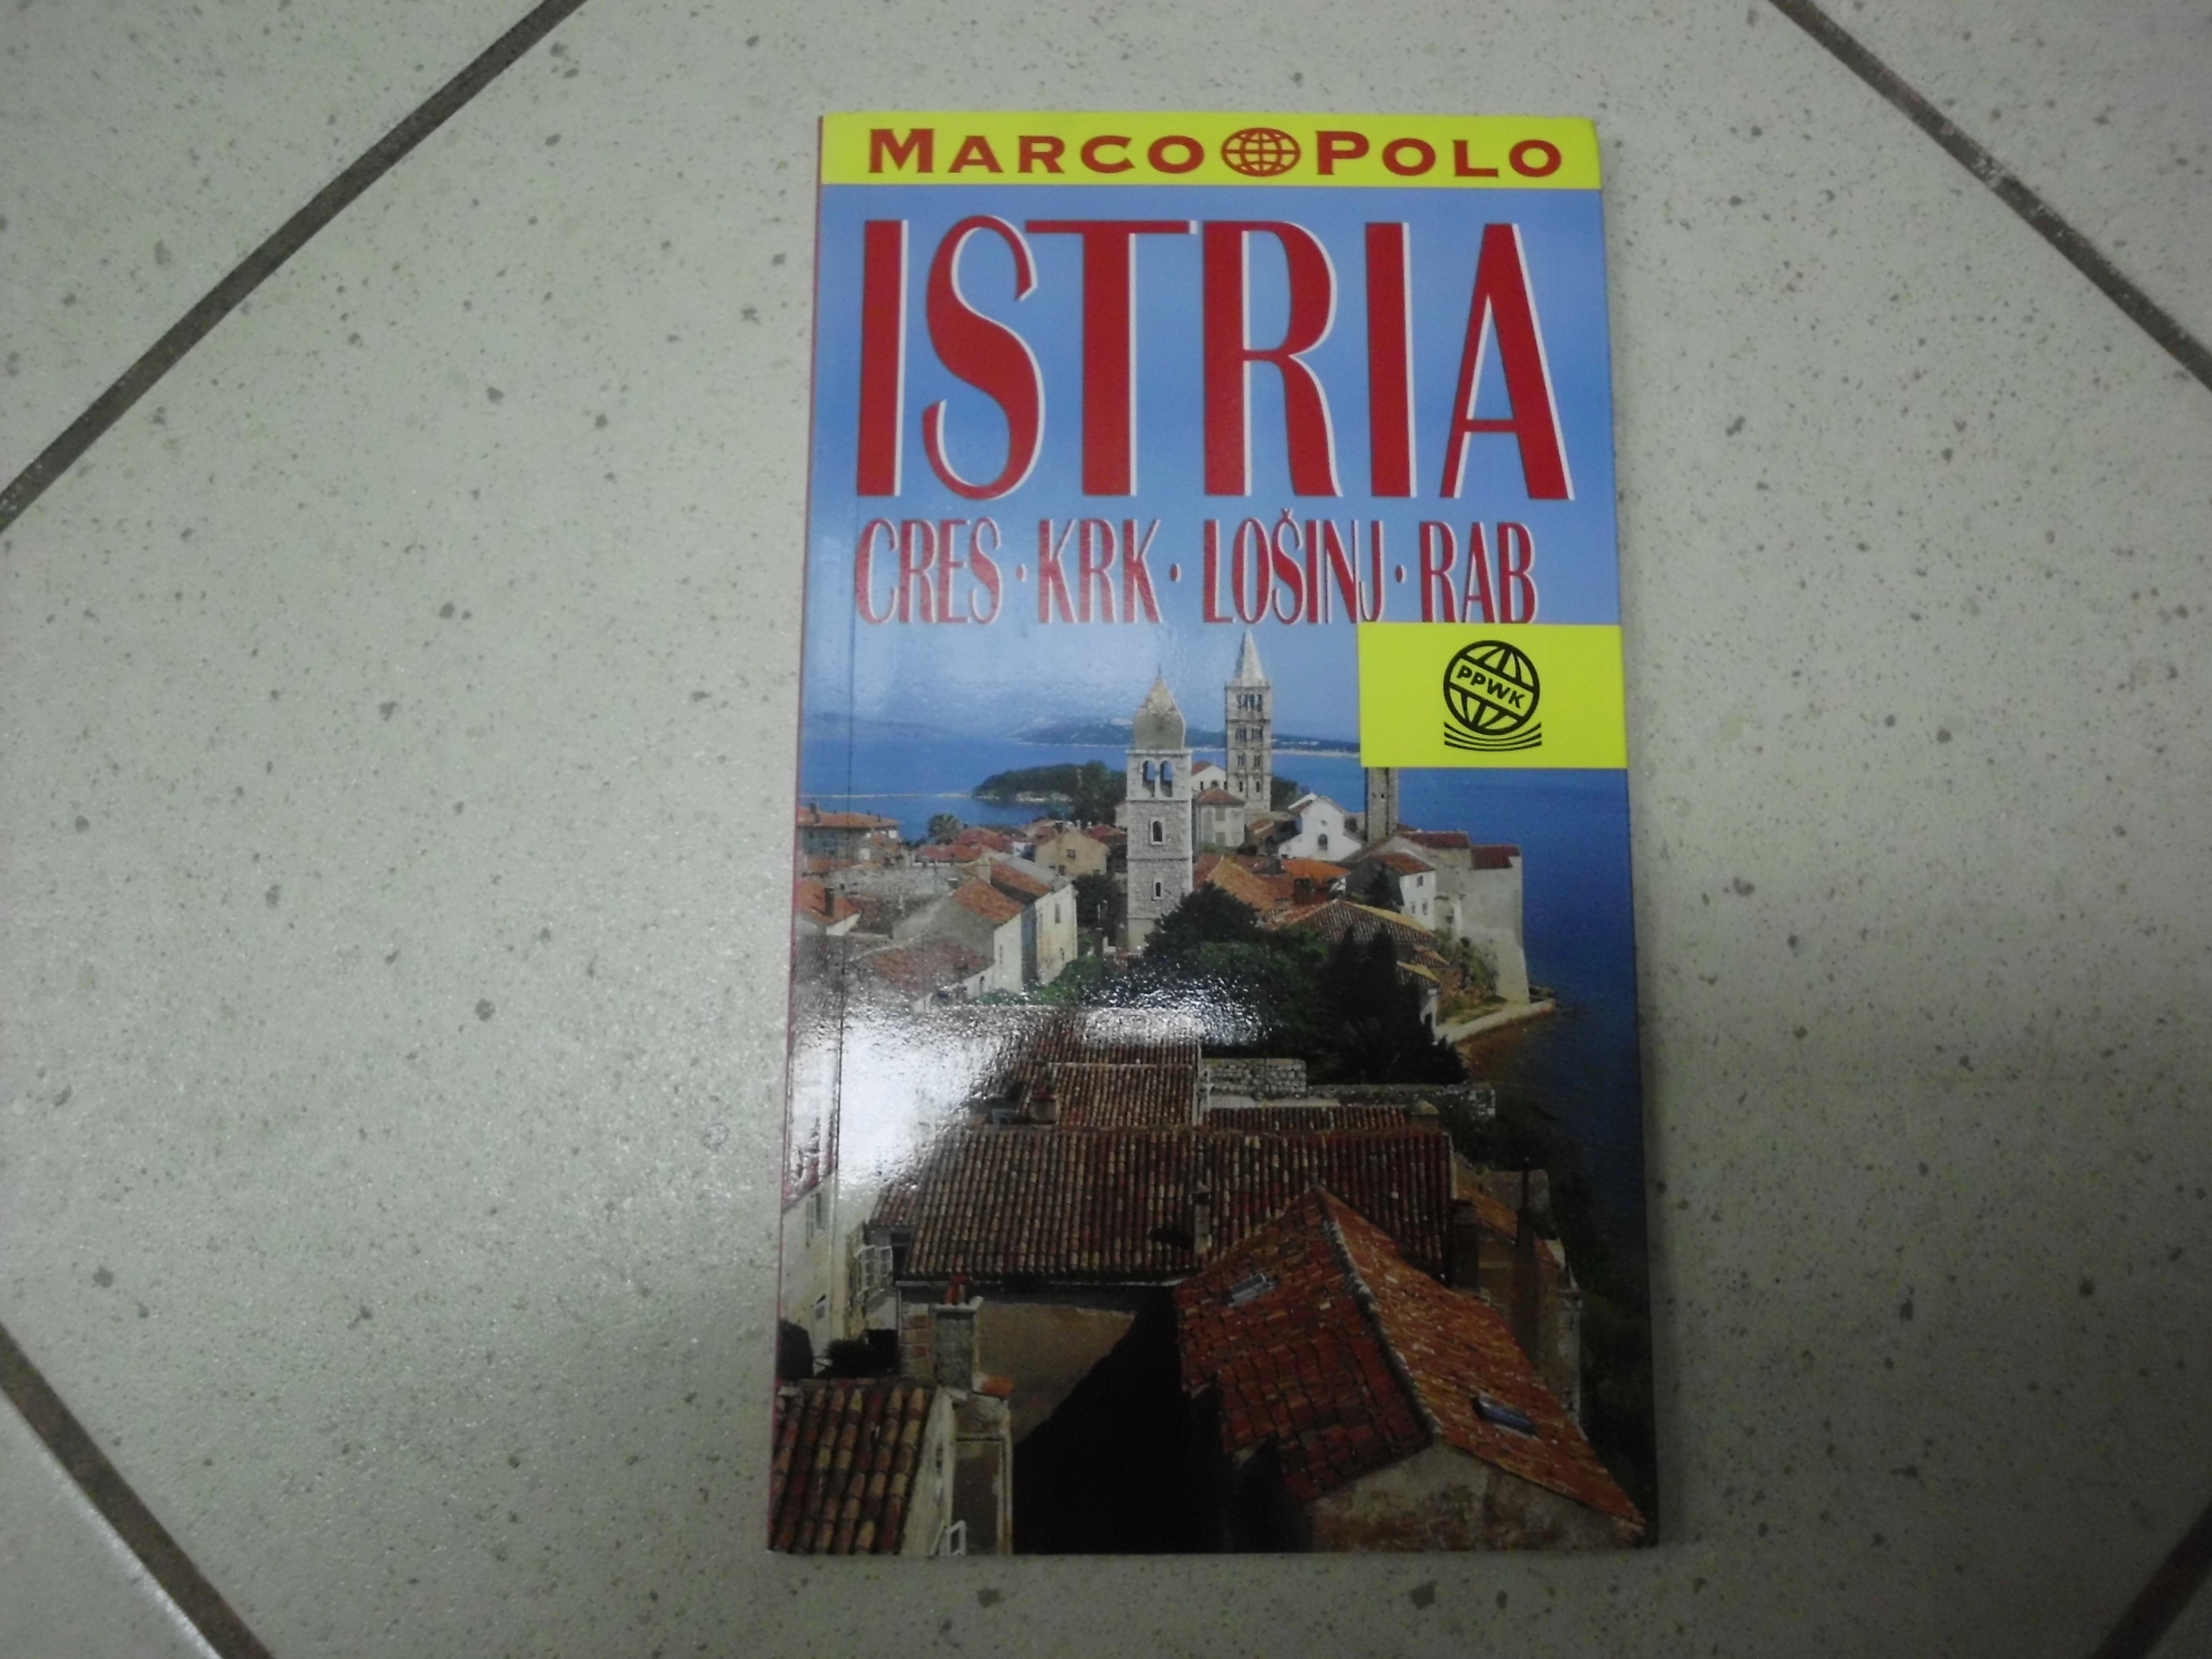 MARCO POLO
ISTRIA
CRES · KRK · LOŠINJ · RAB
PPWK